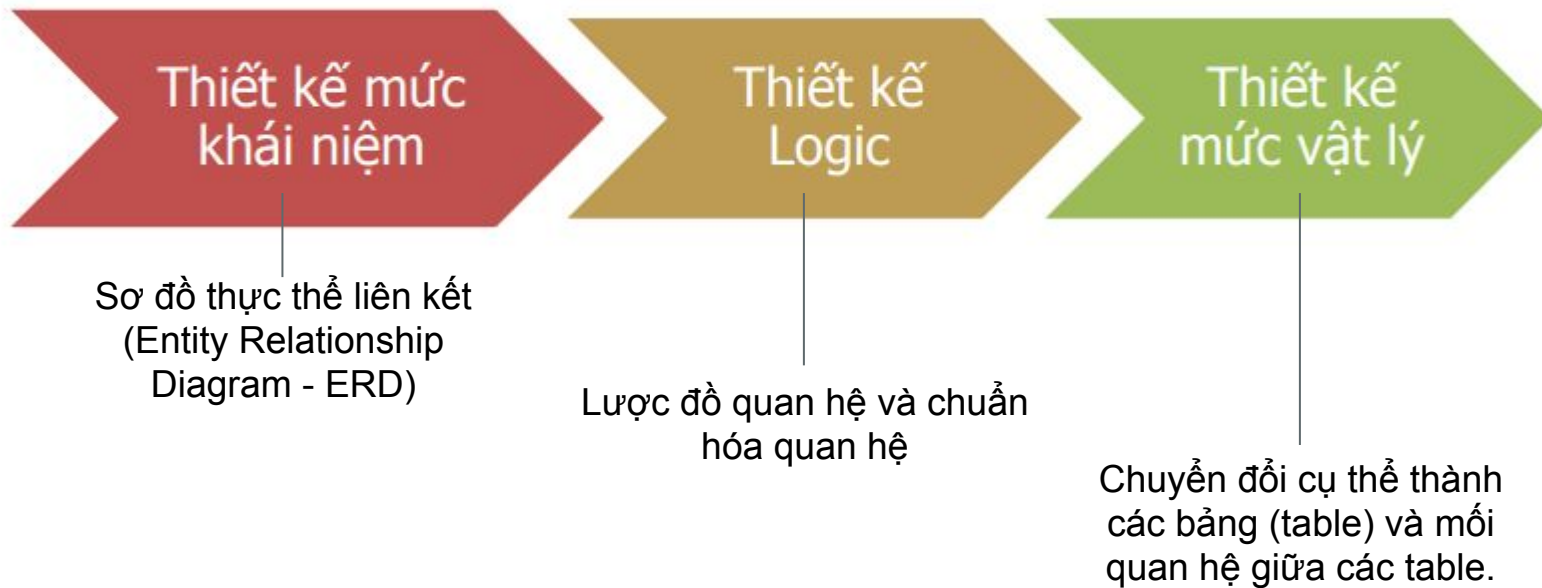 Thiết kế mức
khái niệm
Thiết kế
Logic
Thiết kế
mức vật lý
Sơ đồ thực thể liên kết
(Entity Relationship
Diagram - ERD)
Lược đồ quan hệ và chuẩn
hóa quan hệ
Chuyển đổi cụ thể thành
các bảng (table) và mối
quan hệ giữa các table.